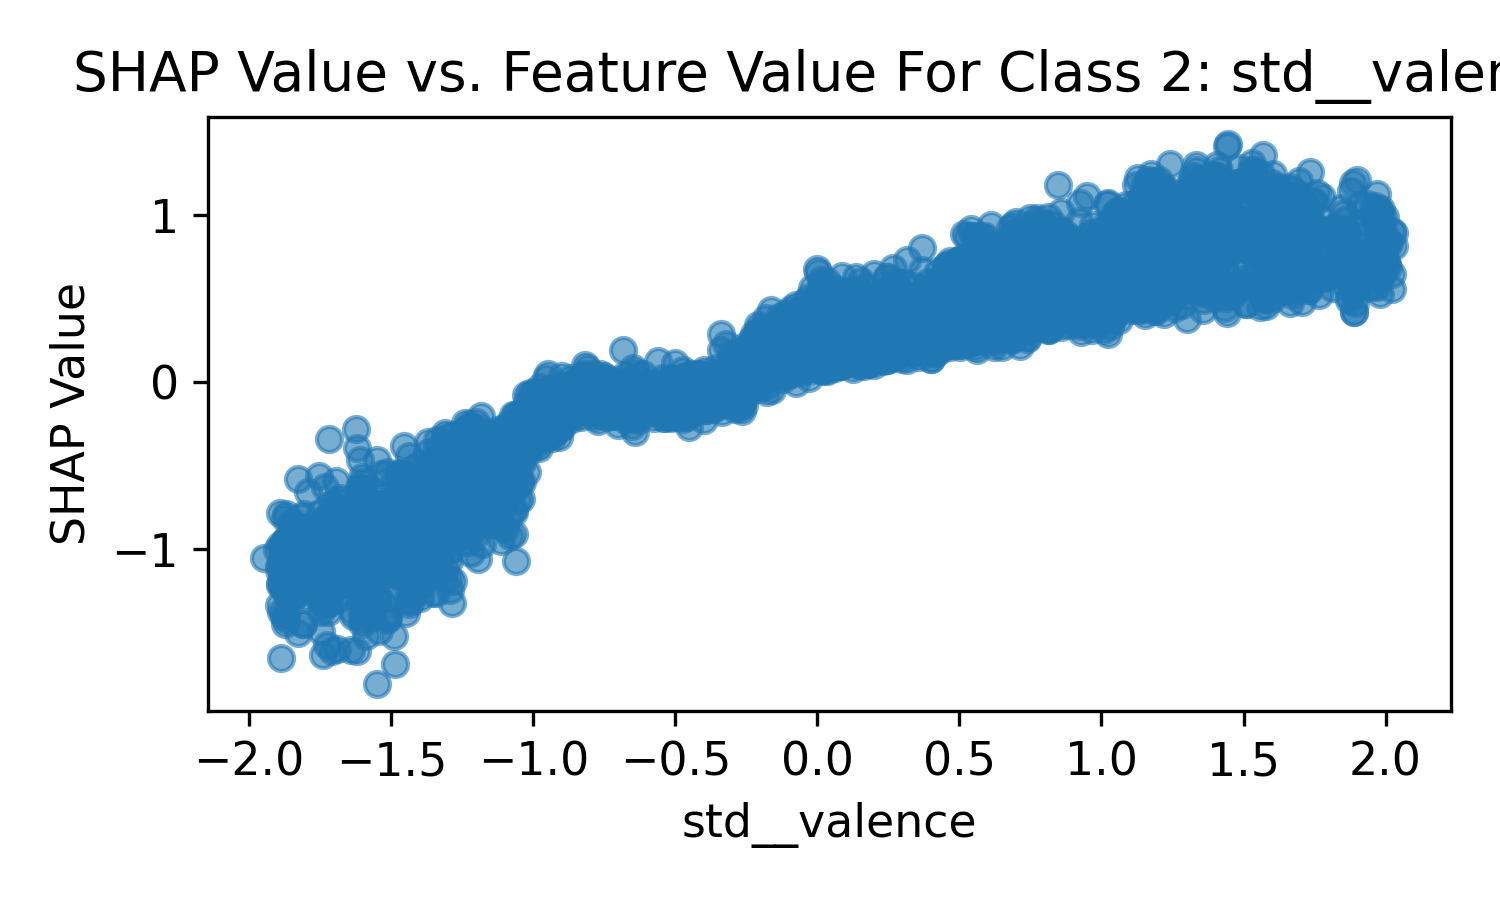 SHAP Value vs. Feature Value For Class 2: std__valen
SHAP Value
1
0
−1
−2.0 −1.5 −1.0 −0.5 0.0 0.5 1.0 1.5 2.0
std__valence